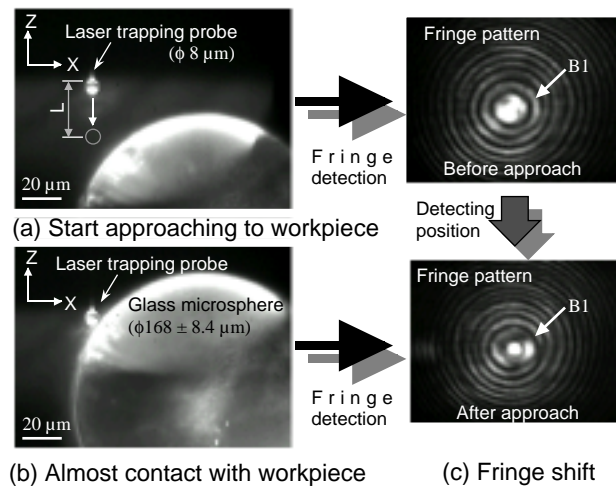 Z
Laser trapping probe
(ϕ 8 µm)
X
L
20 µm
(a) Start approaching to workpiece
Fringe
detection
Fringe pattern
B1
Before approach
Detecting
position
Z
Laser trapping probe
X
Glass microsphere
(ϕ168 ± 8.4 µm)
20 µm
(b) Almost contact with workpiece
Fringe
detection
Fringe pattern
B1
After approach
(c) Fringe shift